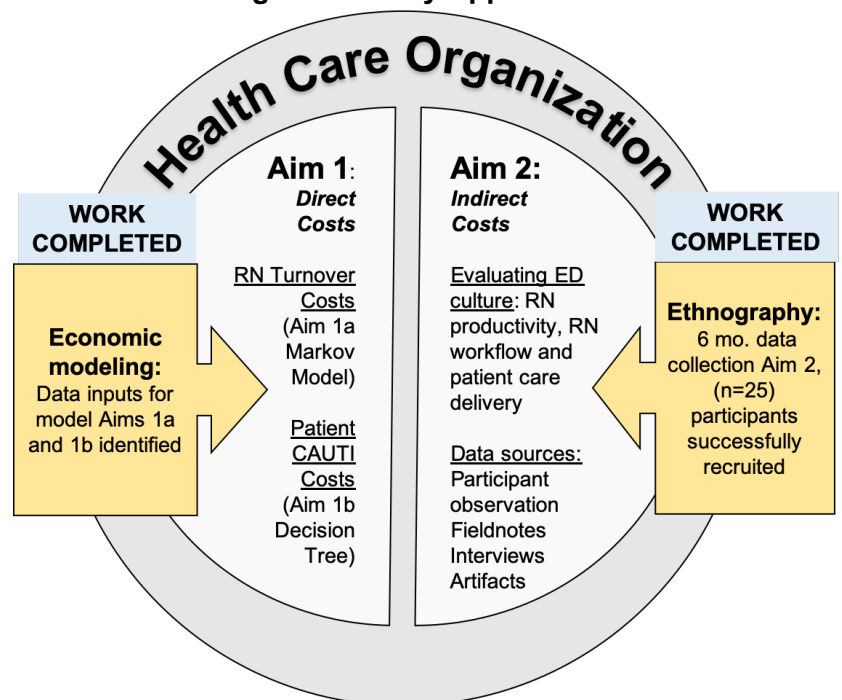 Health Care Organization
WORK
COMPLETED
Economic
modeling:
Data inputs for
model Aims 1a
and 1b identified
Aim 1:
Direct
Costs
RN Turnover
Costs
(Aim 1a
Markov
Model)
Patient
CAUTI
Costs
(Aim 1b
Decision
Tree)
Aim 2:
Indirect
Costs
Evaluating ED
culture: RN
productivity, RN
workflow and
patient care
delivery
Data sources:
Participant
observation
Fieldnotes
Interviews
Artifacts
WORK
COMPLETED
Ethnography:
6 mo. data
collection Aim 2,
(n=25)
participants
successfully
recruited